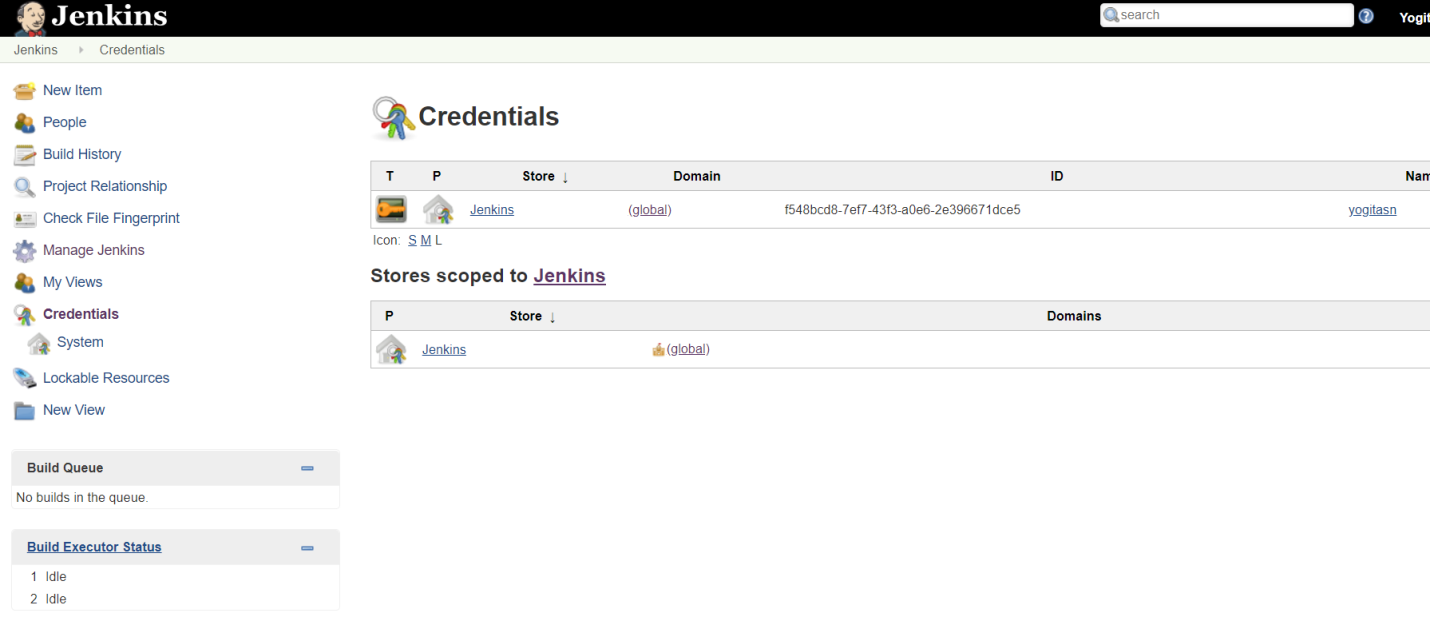 Jenkins
search
Yogit
Jenkins Credentials
New Item
People
Build History
Project Relationship
Check File Fingerprint
Manage Jenkins
My Views
Credentials
System
Lockable Resources
New View
Build Queue
No builds in the queue.
Build Executor Status
1 Idle
2 Idle
Credentials
T P Store ↓ Domain ID Nam
Jenkins (global) f548bcd8-7ef7-43f3-a0e6-2e396671dce5 yogitasn
Icon: S M L
Stores scoped to Jenkins
P Store ↓ Domains
Jenkins (global)